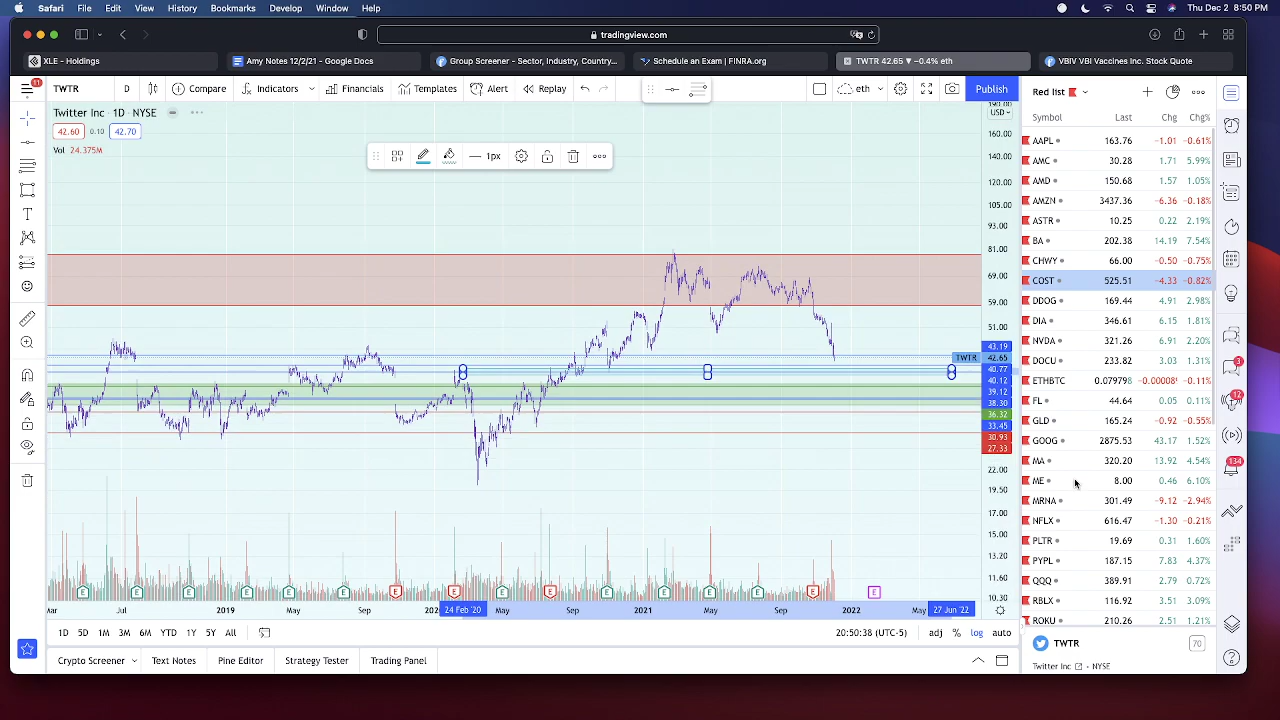 Safari File Edit View History Bookmarks Develop Window Help Thu Dec 2 8:50 PM
tradingview.com
XLE - Holdings
Amy Notes 12/2/21 - Google Docs
Group Screener - Sector, Industry, Country...
Schedule an Exam | FINRA.org
TWTR 42.65 ▼ −0.4% eth
VBIV VBI Vaccines Inc. Stock Quote
31
TWTR D Compare Indicators Financials Templates Alert Replay eth Publish
Twitter Inc · 1D · NYSE
42.60 0.10 42.70
Vol 24.375M
1px
190.00
USD
160.00
140.00
120.00
105.00
93.00
81.00
69.00
59.00
51.00
43.19
TWTR 42.65
40.77
40.12
39.12
38.30
36.32
33.45
30.93
27.33
22.00
19.50
17.00
15.00
13.20
11.60
10.30
E E E E E E E E E E E E E E E E
Mar Jul 2019 May Sep 202 24 Feb '20 May Sep 2021 May Sep 2022 May 27 Jun '22
1D 5D 1M 3M 6M YTD 1Y 5Y All
20:50:38 (UTC-5) adj % log auto
Crypto Screener Text Notes Pine Editor Strategy Tester Trading Panel
Red list
Symbol Last Chg Chg%
AAPL 163.76 −1.01 −0.61%
AMC 30.28 1.71 5.99%
AMD 150.68 1.57 1.05%
AMZN 3437.36 −6.36 −0.18%
ASTR 10.25 0.22 2.19%
BA 202.38 14.19 7.54%
CHWY 66.00 −0.50 −0.75%
COST 525.51 −4.33 −0.82%
DDOG 169.44 4.91 2.98%
DIA 346.61 6.15 1.81%
NVDA 321.26 6.91 2.20%
DOCU 233.82 3.03 1.31%
ETHBTC 0.079798 −0.00008 −0.11%
FL 44.64 0.05 0.11%
GLD 165.24 −0.92 −0.55%
GOOG 2875.53 43.17 1.52%
MA 320.20 13.92 4.54%
ME 8.00 0.46 6.10%
MRNA 301.49 −9.12 −2.94%
NFLX 616.47 −1.30 −0.21%
PLTR 19.69 0.31 1.60%
PYPL 187.15 7.83 4.37%
QQQ 389.91 2.79 0.72%
RBLX 116.92 3.51 3.09%
ROKU 210.26 2.51 1.21%
TWTR 70
Twitter Inc · NYSE
3
12
134